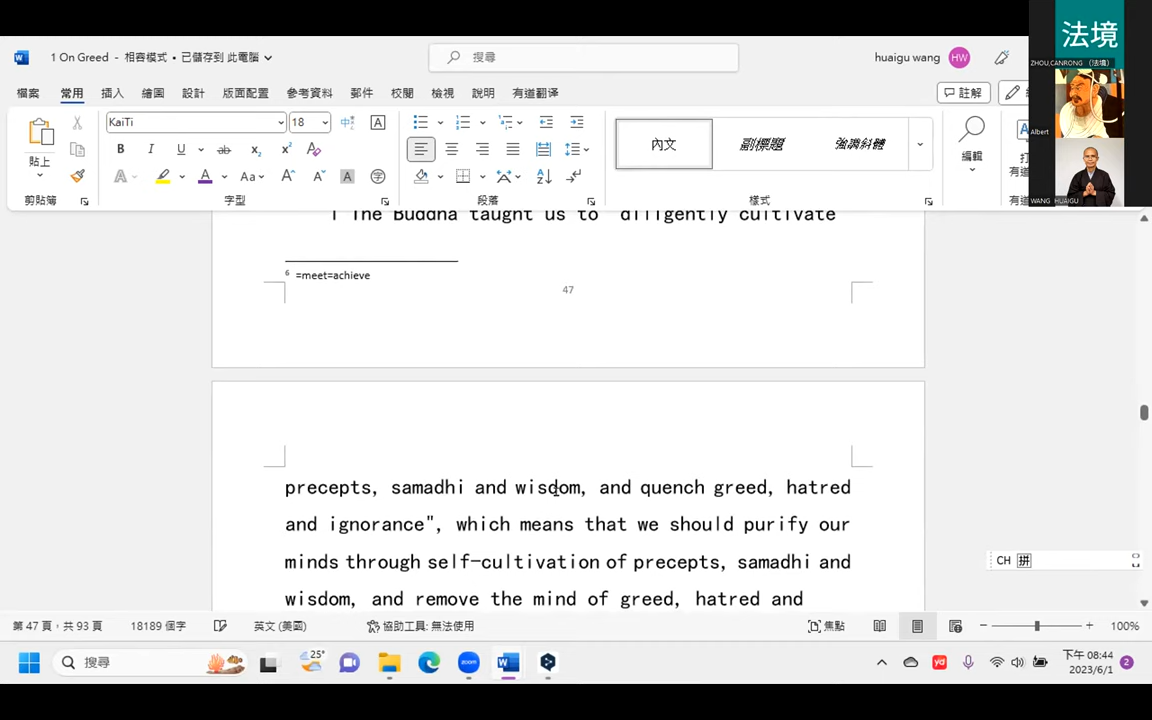 1 On Greed - 相容模式 • 已儲存到 此電腦
搜尋
huaigu wang
HW
法境
ZHOU,CANRONG （法境）
檔案 常用 插入 繪圖 設計 版面配置 參考資料 郵件 校閱 檢視 說明 有道翻译
註解
Albert
KaiTi 18
貼上
內文 副標題 強調斜體
編輯
剪貼簿 字型 段落 樣式
WANG HUAIGU
The Buddha taught us to diligently cultivate
6 =meet=achieve
47
precepts, samadhi and wisdom, and quench greed, hatred
and ignorance", which means that we should purify our
minds through self-cultivation of precepts, samadhi and
wisdom, and remove the mind of greed, hatred and
CH 拼
第 47 頁，共 93 頁 18189 個字 英文 (美國) 協助工具: 無法使用 焦點 100%
搜尋 25° zoom 下午 08:44
2023/6/1 2